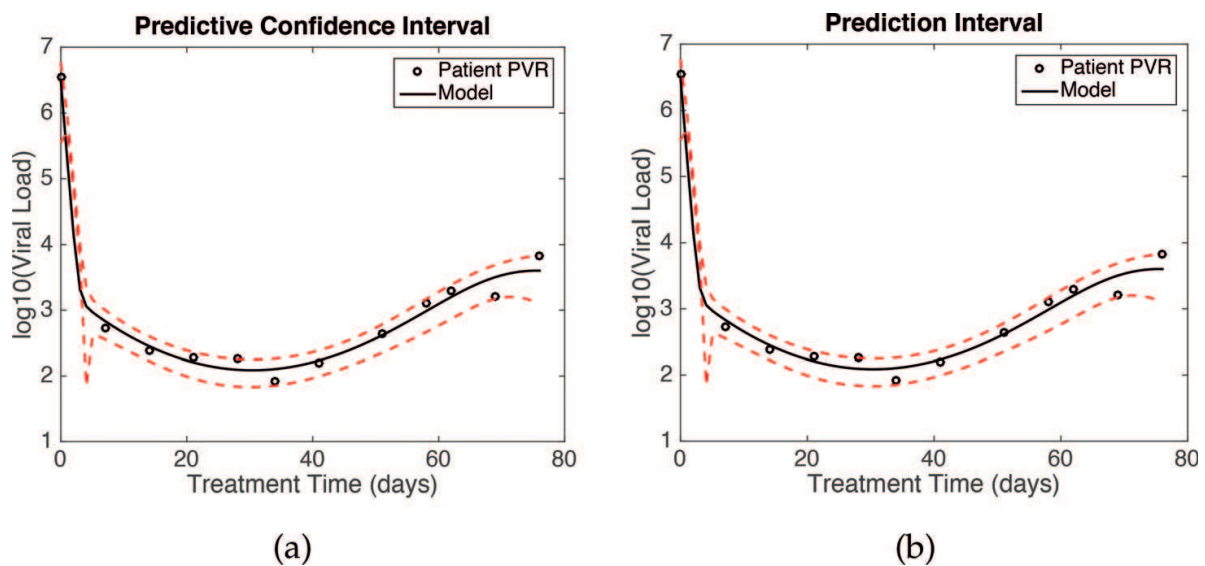 Predictive Confidence Interval
7
6
5
4
3
2
1
log10(Viral Load)
Patient PVR
Model
0
20
40
60
80
Treatment Time (days)
(a)
Prediction Interval
7
6
5
4
3
2
1
log10(Viral Load)
Patient PVR
Model
0
20
40
60
80
Treatment Time (days)
(b)